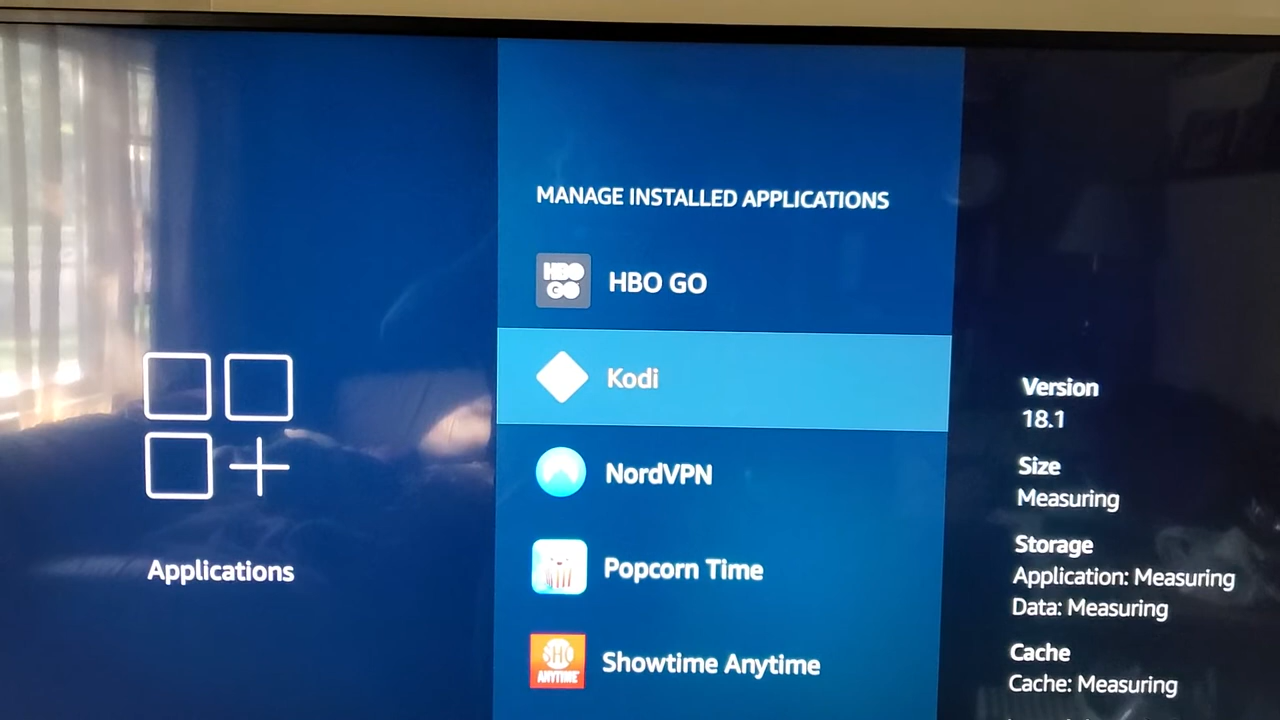 MANAGE INSTALLED APPLICATIONS
HBO GO
HBO GO
Kodi
NordVPN
Popcorn Time
SHO
ANYTIME
Showtime Anytime
Applications
Version
18.1
Size
Measuring
Storage
Application: Measuring
Data: Measuring
Cache
Cache: Measuring